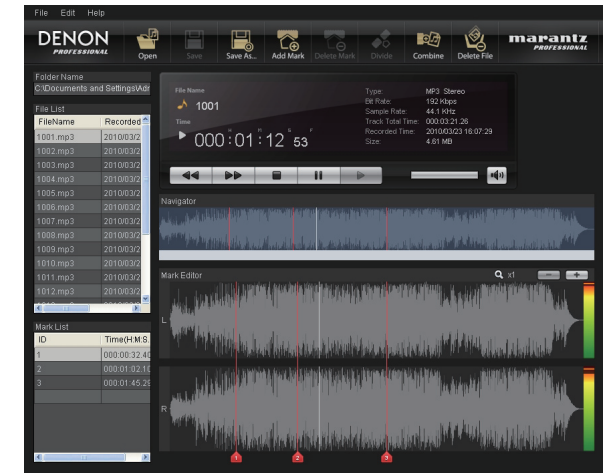 File Edit Help
DENON
PROFESSIONAL
Open
Save
Save As...
Add Mark
Delete Mark
Divide
Combine
Delete File
marantz
PROFESSIONAL
Folder Name
C:\Documents and Settings\Adr
File List
FileName Recorded
1001.mp3 2010/03/2
1002.mp3 2010/03/2
1003.mp3 2010/03/2
1004.mp3 2010/03/2
1005.mp3 2010/03/2
1006.mp3 2010/03/2
1007.mp3 2010/03/2
1008.mp3 2010/03/2
1009.mp3 2010/03/2
1010.mp3 2010/03/2
1011.mp3 2010/03/2
1012.mp3 2010/03/2
Mark List
ID Time(H:M:S.
1 000:00:32.40
2 000:01:02.10
3 000:01:45.29
File Name
1001
Time
000:01:12 53
H M S F
Type: MP3 Stereo
Bit Rate: 192 Kbps
Sample Rate: 44.1 KHz
Track Total Time: 000:03:21.26
Recorded Time: 2010/03/23 16:07:29
Size: 4.61 MB
Navigator
Mark Editor
x1
L
R
1 2 3